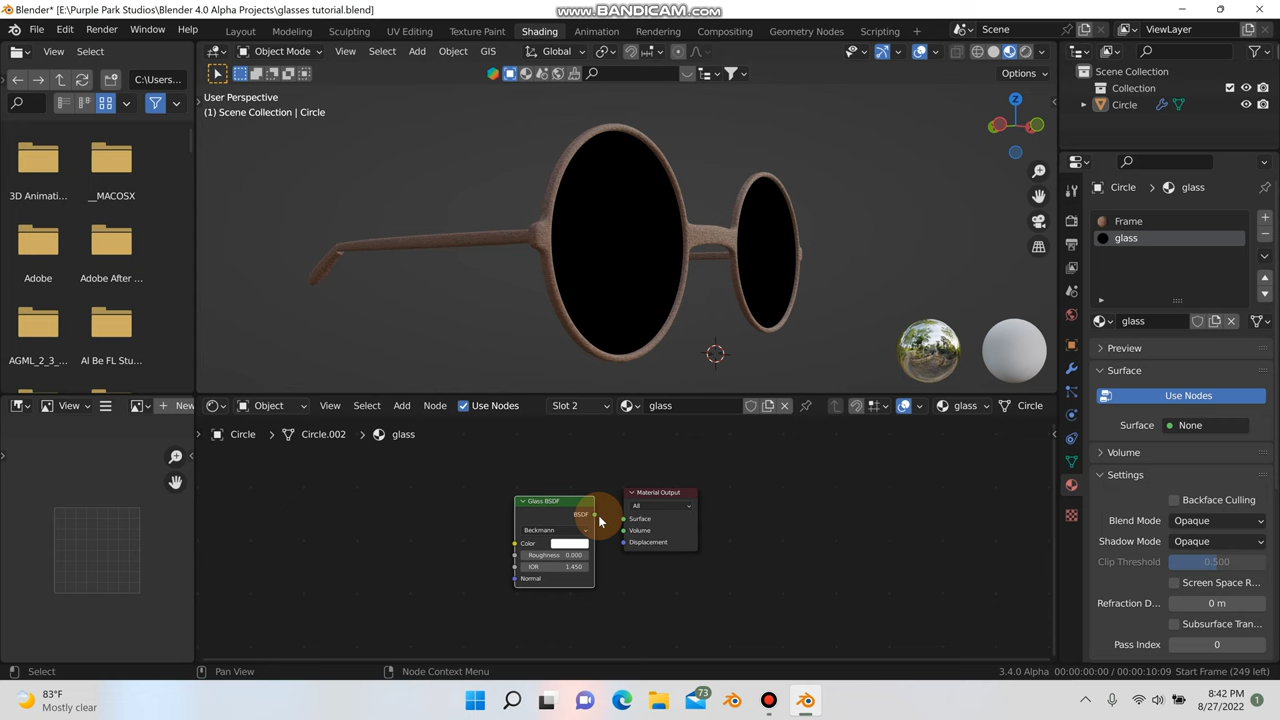 Blender* [E:\Purple Park Studios\Blender 4.0 Alpha Projects\glasses tutorial.blend]
www.BANDICAM.com
File Edit Render Window Help
Layout Modeling Sculpting UV Editing Texture Paint Shading Animation Rendering Compositing Geometry Nodes Scripting
Scene ViewLayer
View Select
Object Mode View Select Add Object GIS Global
C:\Users...
Options
User Perspective
(1) Scene Collection | Circle
Z
Scene Collection
Collection
Circle
3D Animati... __MACOSX
Adobe Adobe After ...
AGML_2_3_... AI Be FL Stu...
Circle glass
Frame
glass
glass
Preview
Surface
Use Nodes
Surface None
Volume
Settings
Backface Culling
Blend Mode Opaque
Shadow Mode Opaque
Clip Threshold 0.500
Screen Space R...
Refraction D... 0 m
Subsurface Tran...
Pass Index 0
View New
Object View Select Add Node Use Nodes Slot 2 glass glass Circle
Circle Circle.002 glass
Glass BSDF
BSDF
Beckmann
Color
Roughness 0.000
IOR 1.450
Normal
Material Output
All
Surface
Volume
Displacement
Select Pan View Node Context Menu 3.4.0 Alpha 00:00:00:00 / 00:00:10:09 Start Frame (249 left)
83°F
Mostly clear
73
8:42 PM
8/27/2022
1